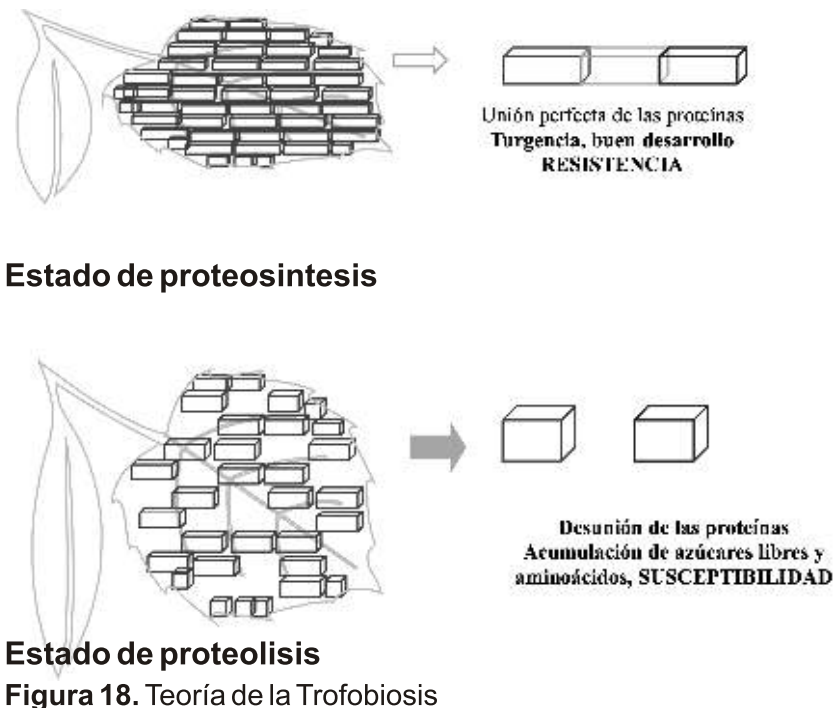 Unión perfecta de las proteínas
Turgencia, buen desarrollo
RESISTENCIA
Estado de proteosintesis
Desunión de las proteínas
Acumulación de azúcares libres y
aminoácidos, SUSCEPTIBILIDAD
Estado de proteolisis
Figura 18. Teoría de la Trofobiosis